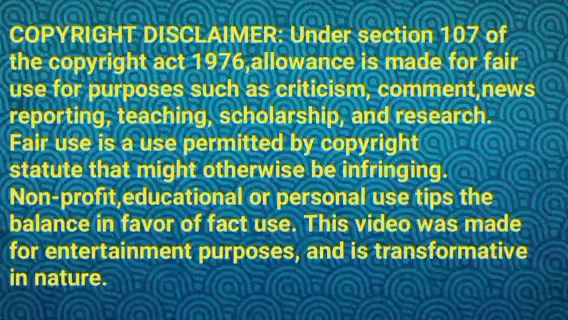 COPYRIGHT DISCLAIMER: Under section 107 of
the copyright act 1976,allowance is made for fair
use for purposes such as criticism, comment,news
reporting, teaching, scholarship, and research.
Fair use is a use permitted by copyright
statute that might otherwise be infringing.
Non-profit,educational or personal use tips the
balance in favor of fact use. This video was made
for entertainment purposes, and is transformative
in nature.